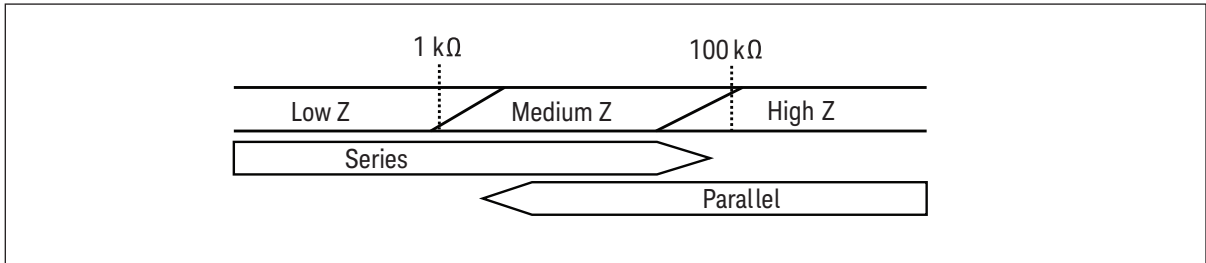 1 kΩ 100 kΩ
Low Z Medium Z High Z
Series
Parallel